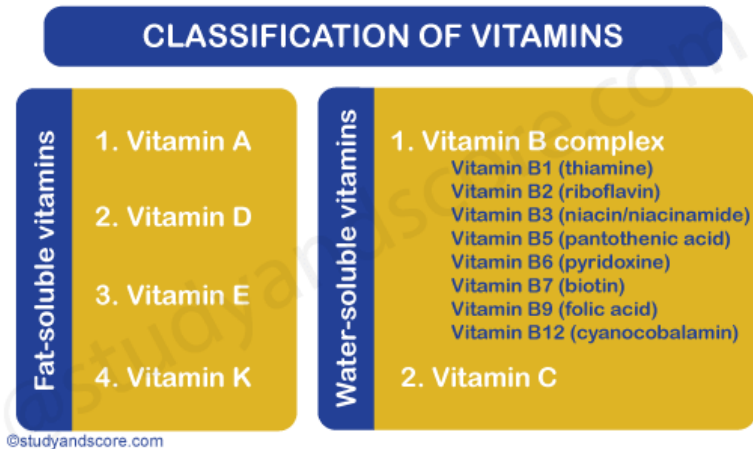 CLASSIFICATION OF VITAMINS
Fat-soluble vitamins
1. Vitamin A
2. Vitamin D
3. Vitamin E
4. Vitamin K
Water-soluble vitamins
1. Vitamin B complex
Vitamin B1 (thiamine)
Vitamin B2 (riboflavin)
Vitamin B3 (niacin/niacinamide)
Vitamin B5 (pantothenic acid)
Vitamin B6 (pyridoxine)
Vitamin B7 (biotin)
Vitamin B9 (folic acid)
Vitamin B12 (cyanocobalamin)
2. Vitamin C
@studyandscore.com
©studyandscore.com